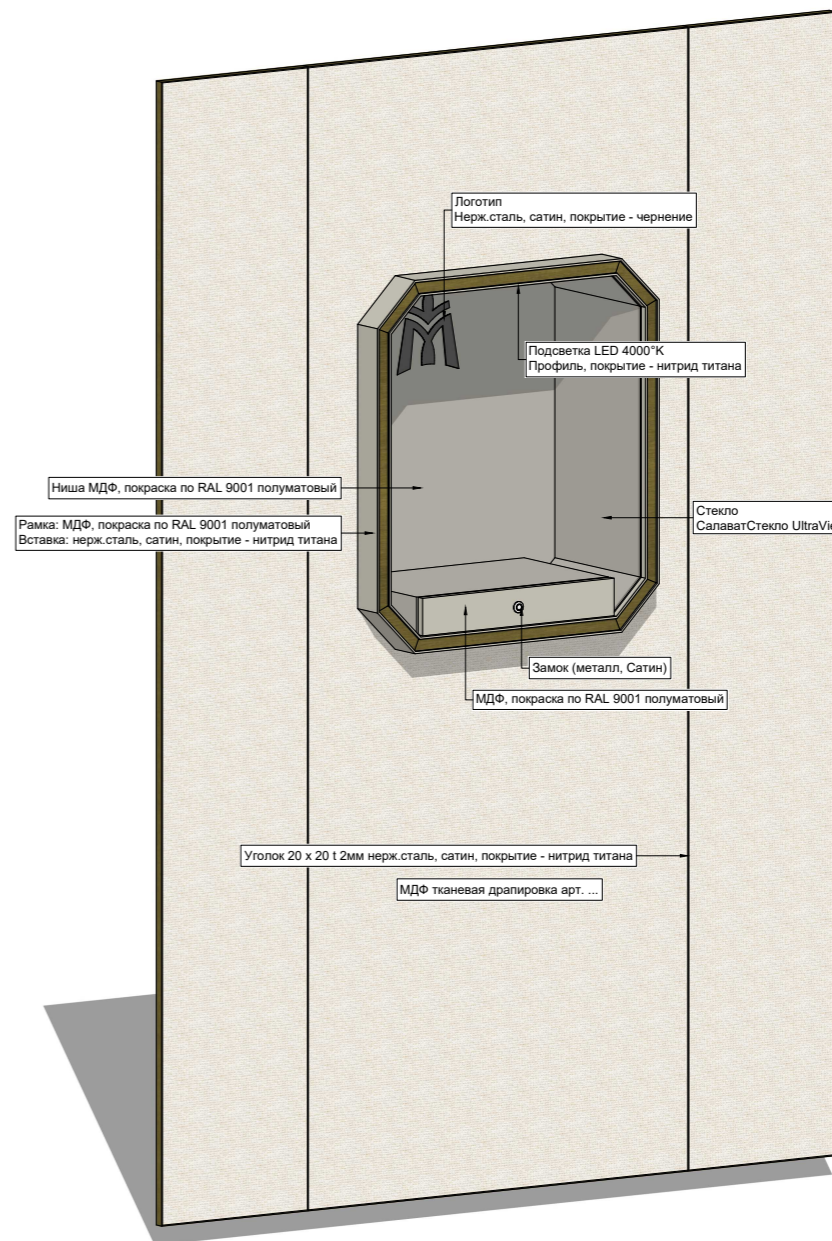 Логотип
Нерж.сталь, сатин, покрытие - чернение
Подсветка LED 4000°K
Профиль, покрытие - нитрид титана
Ниша МДФ, покраска по RAL 9001 полуматовый
Стекло
СалаватСтекло UltraVie
Рамка: МДФ, покраска по RAL 9001 полуматовый
Вставка: нерж.сталь, сатин, покрытие - нитрид титана
Замок (металл, Сатин)
МДФ, покраска по RAL 9001 полуматовый
Уголок 20 x 20 t 2мм нерж.сталь, сатин, покрытие - нитрид титана
МДФ тканевая драпировка арт. ...